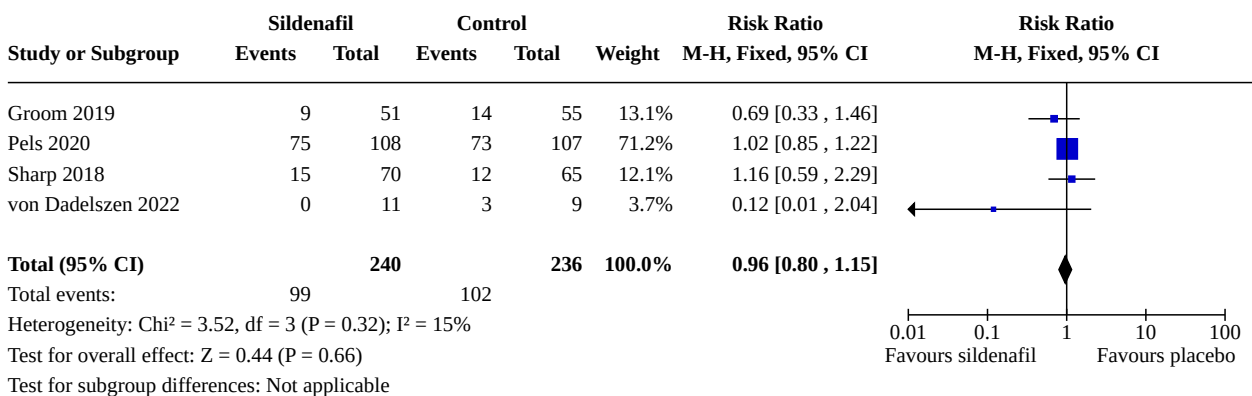 Sildenafil Control Risk Ratio Risk Ratio
Study or Subgroup Events Total Events Total Weight M-H, Fixed, 95% CI M-H, Fixed, 95% CI
Groom 2019 9 51 14 55 13.1% 0.69 [0.33 , 1.46]
Pels 2020 75 108 73 107 71.2% 1.02 [0.85 , 1.22]
Sharp 2018 15 70 12 65 12.1% 1.16 [0.59 , 2.29]
von Dadelszen 2022 0 11 3 9 3.7% 0.12 [0.01 , 2.04]
Total (95% CI) 240 236 100.0% 0.96 [0.80 , 1.15]
Total events: 99 102
Heterogeneity: Chi² = 3.52, df = 3 (P = 0.32); I² = 15%
Test for overall effect: Z = 0.44 (P = 0.66)
Test for subgroup differences: Not applicable
0.01 0.1 1 10 100
Favours sildenafil Favours placebo